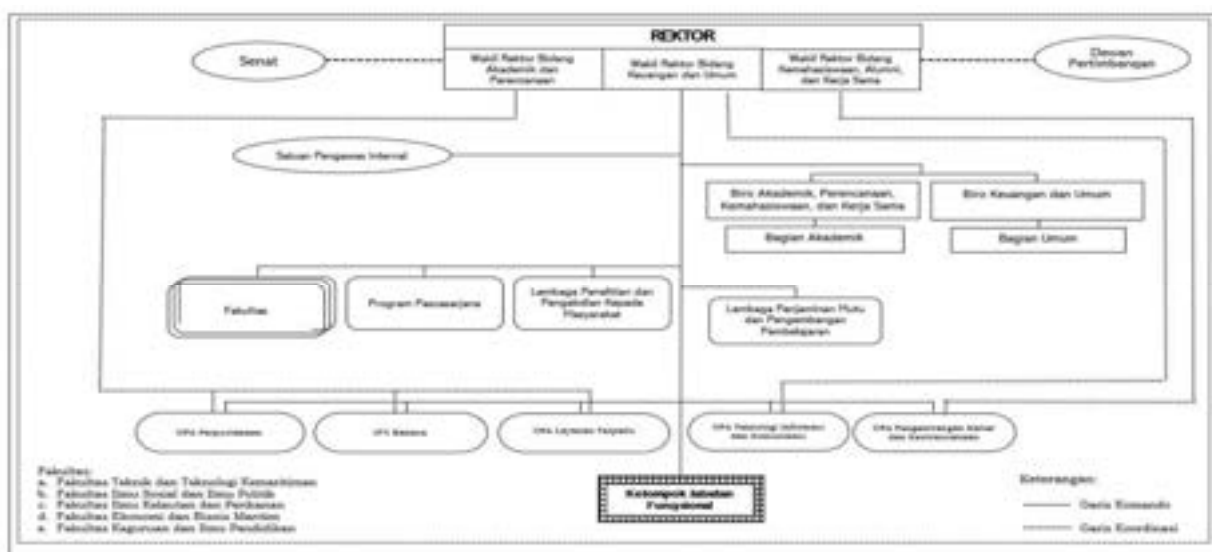 REKTOR
Senat
Wakil Rektor Bidang
Akademik dan
Perencanaan
Wakil Rektor Bidang
Keuangan dan Umum
Wakil Rektor Bidang
Kemahasiswaan, Alumni,
dan Kerja Sama
Dewan
Pertimbangan
Satuan Pengawas Internal
Biro Akademik, Perencanaan,
Kemahasiswaan, dan Kerja Sama
Biro Keuangan dan Umum
Bagian Akademik
Bagian Umum
Fakultas
Program Pascasarjana
Lembaga Penelitian dan
Pengabdian Kepada
Masyarakat
Lembaga Penjaminan Mutu
dan Pengembangan
Pembelajaran
UPA Perpustakaan
UPA Bahasa
UPA Layanan Terpadu
UPA Teknologi Informasi
dan Komunikasi
UPA Pengembangan Karier
dan Kewirausahaan
Kelompok Jabatan
Fungsional
Fakultas:
a. Fakultas Teknik dan Teknologi Kemaritiman
b. Fakultas Ilmu Sosial dan Ilmu Politik
c. Fakultas Ilmu Kelautan dan Perikanan
d. Fakultas Ekonomi dan Bisnis Maritim
e. Fakultas Keguruan dan Ilmu Pendidikan
Keterangan:
Garis Komando
Garis Koordinasi